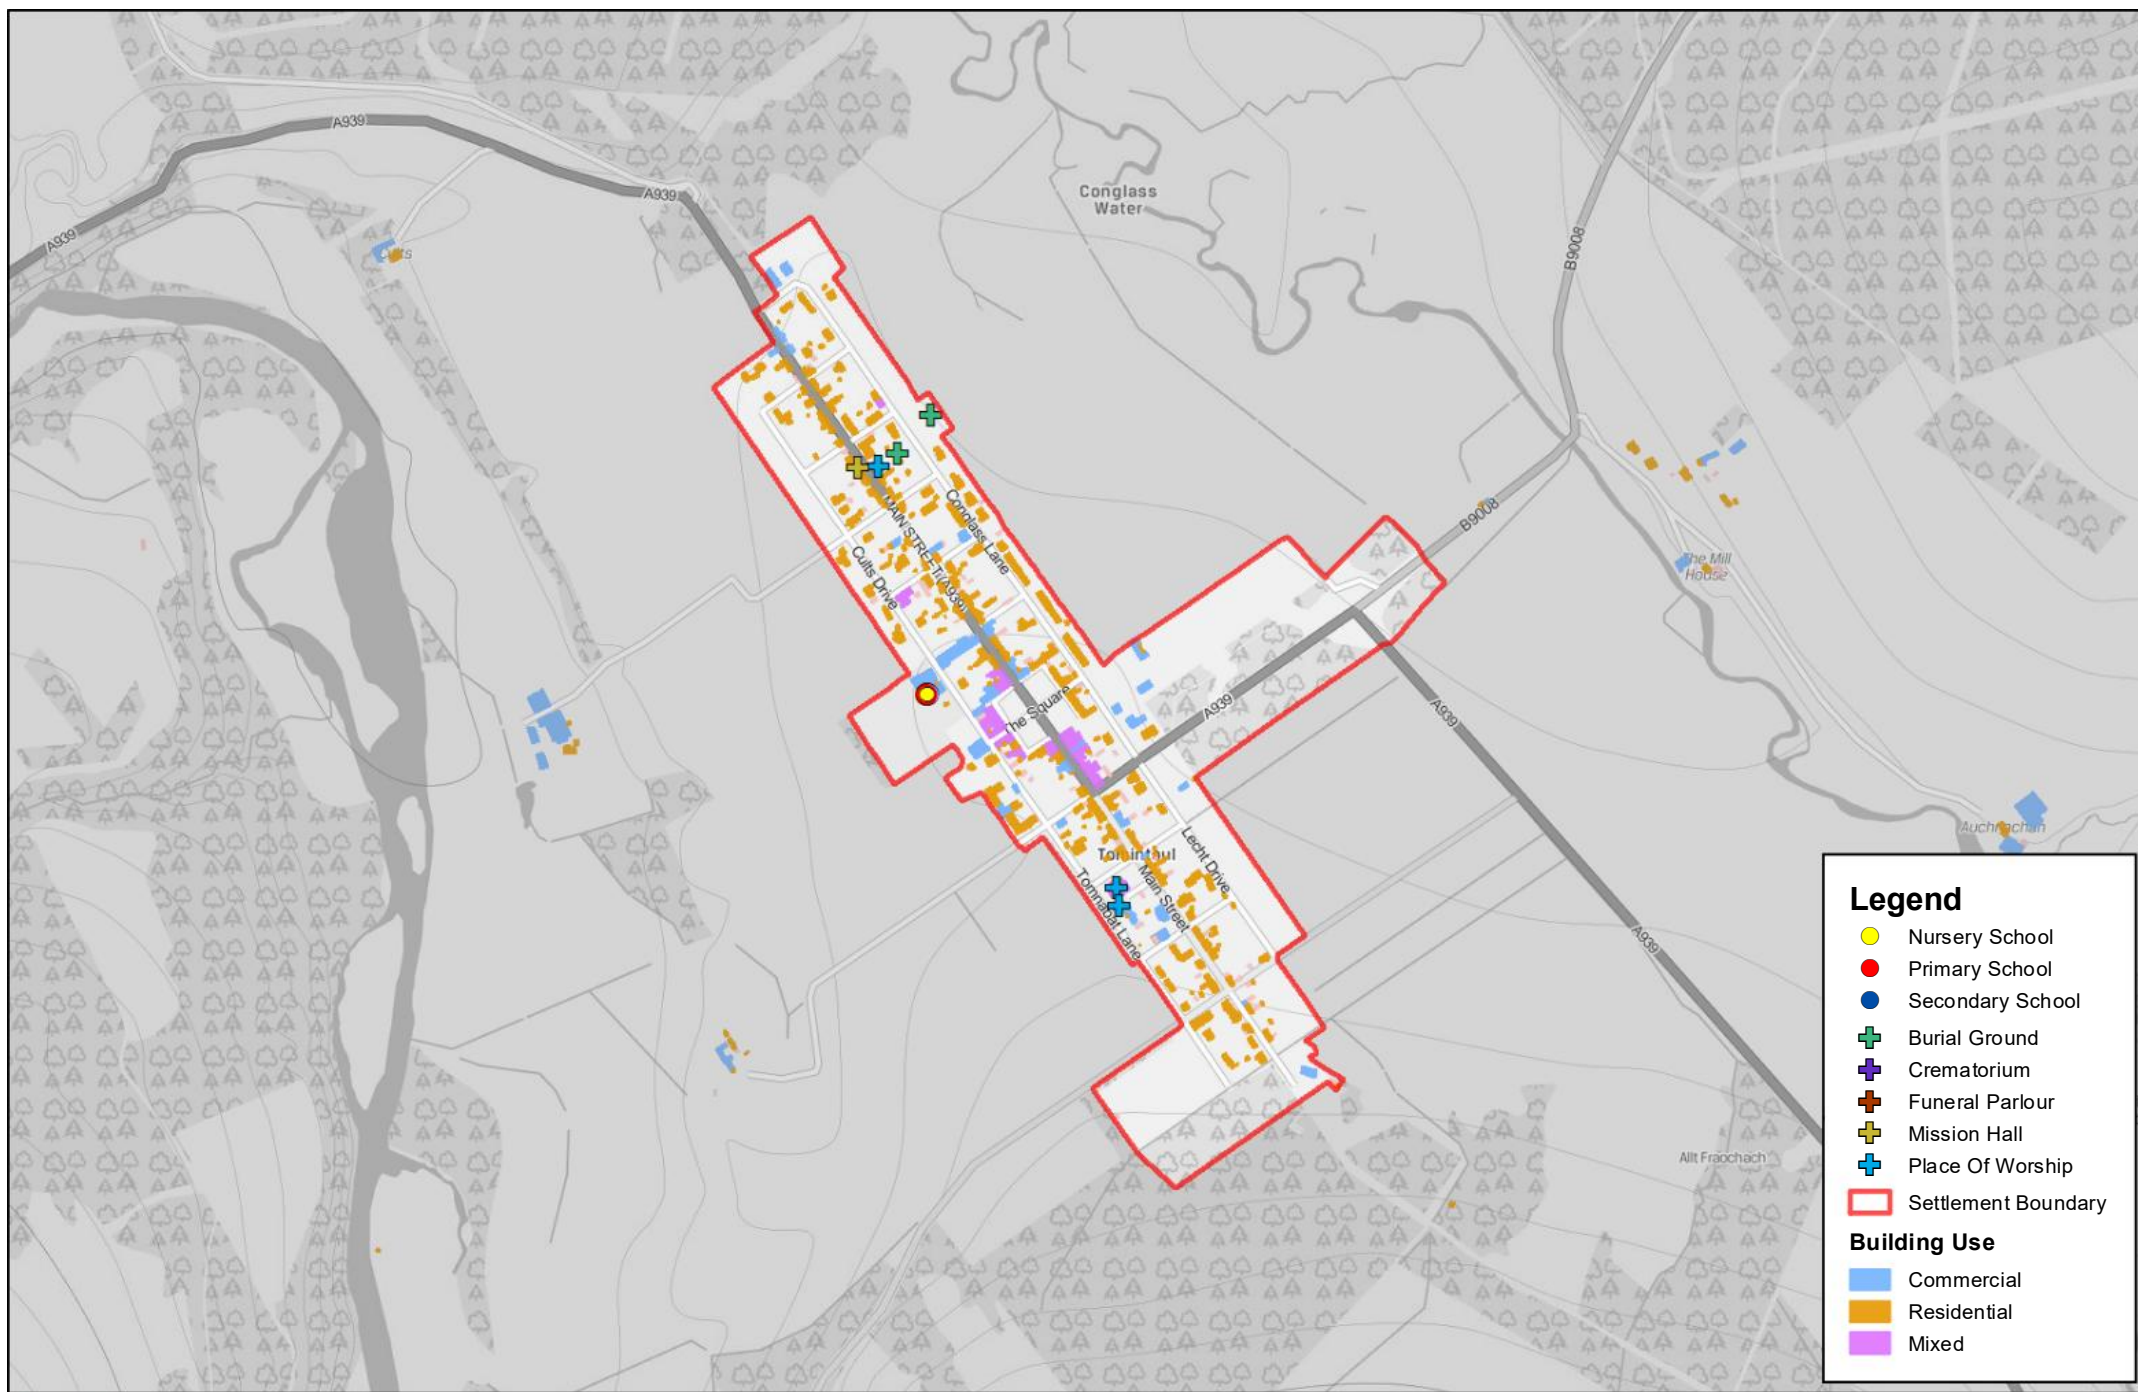 A939
A939
A939
Conglass
Water
B9008
Cults
MAIN STREET(A939)
Conglass Lane
Cults Drive
B9008
The Mill
House
The Square
A939
A939
Auchriachan
Lecht Drive
Tomintoul
Main Street
Tomnabat Lane
A939
Allt Fraochach
Legend
Nursery School
Primary School
Secondary School
Burial Ground
Crematorium
Funeral Parlour
Mission Hall
Place Of Worship
Settlement Boundary
Building Use
Commercial
Residential
Mixed